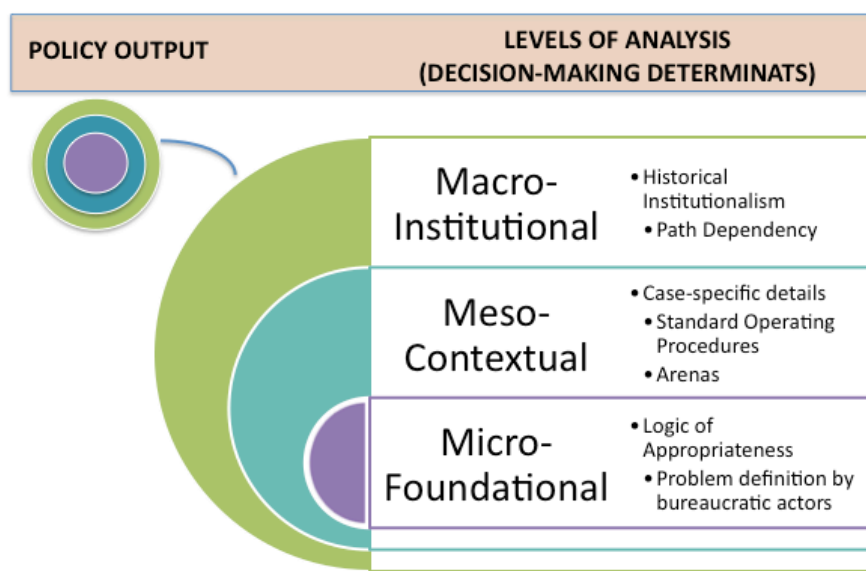 POLICY OUTPUT
LEVELS OF ANALYSIS
(DECISION-MAKING DETERMINATS)
Macro-
Institutional
• Historical
Institutionalism
• Path Dependency
Meso-
Contextual
• Case-specific details
• Standard Operating
Procedures
• Arenas
Micro-
Foundational
• Logic of
Appropriateness
• Problem definition by
bureaucratic actors